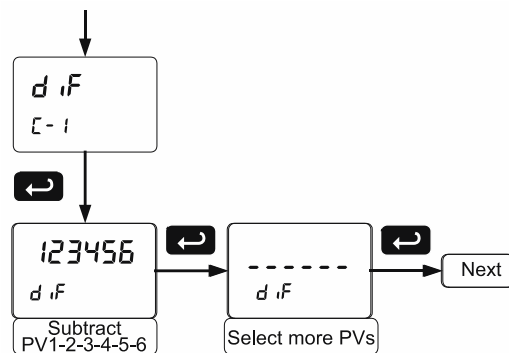 d iF
C-1
123456
d iF
Subtract
PV1-2-3-4-5-6
------
d iF
Select more PVs
Next